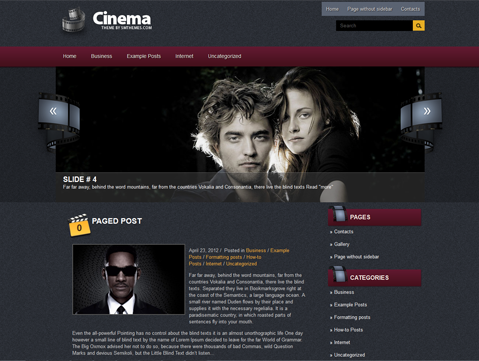 Home Page without sidebar Contacts
Cinema
THEME BY SMTHEMES.COM
Search
Home Business Example Posts Internet Uncategorized
«
»
SLIDE # 4
Far far away, behind the word mountains, far from the countries Vokalia and Consonantia, there live the blind texts Read "more"
0
PAGED POST
April 23, 2012 / Posted in Business / Example
Posts / Formatting posts / How-to
Posts / Internet / Uncategorized
Far far away, behind the word mountains, far from the
countries Vokalia and Consonantia, there live the blind
texts. Separated they live in Bookmarksgrove right at
the coast of the Semantics, a large language ocean. A
small river named Duden flows by their place and
supplies it with the necessary regelialia. It is a
paradisematic country, in which roasted parts of
sentences fly into your mouth.
Even the all-powerful Pointing has no control about the blind texts it is an almost unorthographic life One day
however a small line of blind text by the name of Lorem Ipsum decided to leave for the far World of Grammar.
The Big Oxmox advised her not to do so, because there were thousands of bad Commas, wild Question
Marks and devious Semikoli, but the Little Blind Text didn't listen...
PAGES
Contacts
Gallery
Page without sidebar
CATEGORIES
Business
Example Posts
Formatting posts
How-to Posts
Internet
Uncategorized